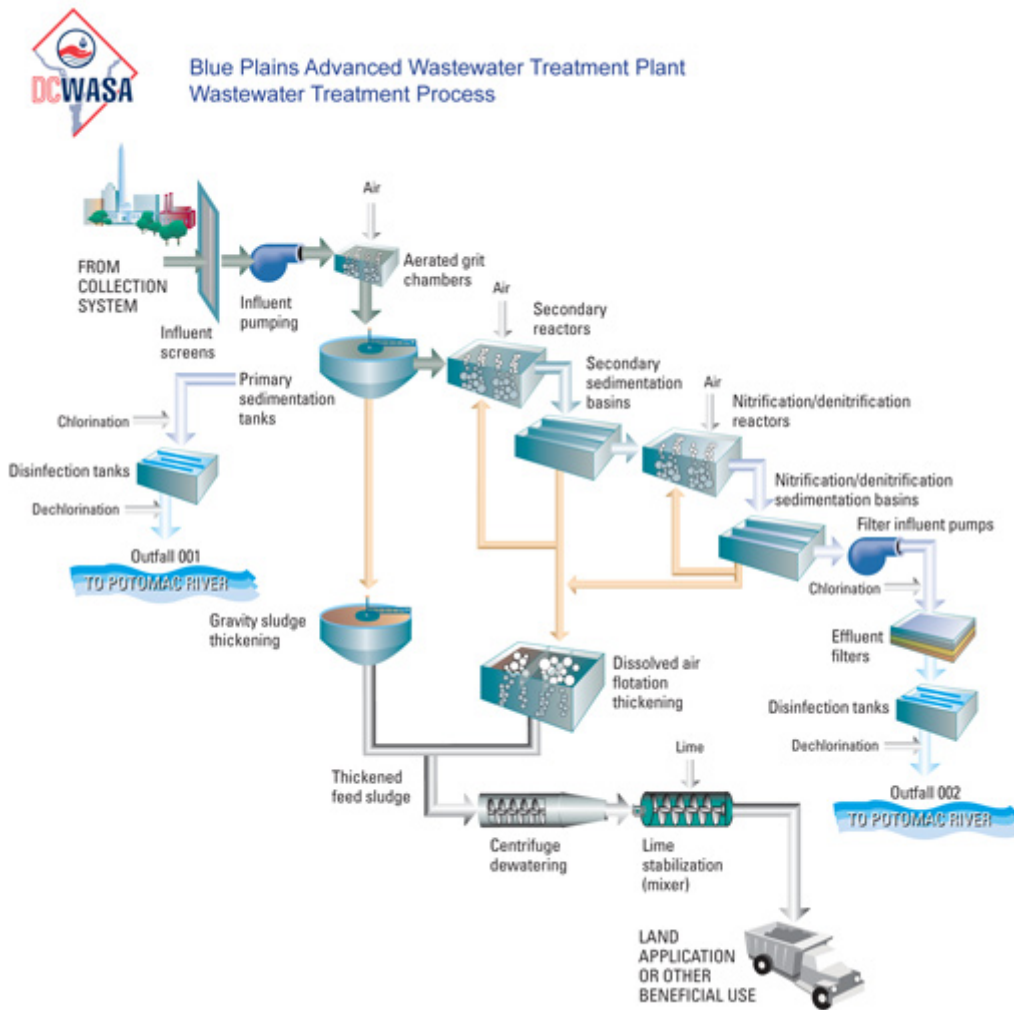 DCWASA
Blue Plains Advanced Wastewater Treatment Plant
Wastewater Treatment Process
Air
FROM
COLLECTION
SYSTEM
Influent
screens
Influent
pumping
Aerated grit
chambers
Air
Secondary
reactors
Primary
sedimentation
tanks
Secondary
sedimentation
basins
Air
Nitrification/denitrification
reactors
Chlorination
Disinfection tanks
Dechlorination
Outfall 001
TO POTOMAC RIVER
Nitrification/denitrification
sedimentation basins
Filter influent pumps
Chlorination
Effluent
filters
Gravity sludge
thickening
Dissolved air
flotation
thickening
Disinfection tanks
Dechlorination
Outfall 002
TO POTOMAC RIVER
Thickened
feed sludge
Lime
Centrifuge
dewatering
Lime
stabilization
(mixer)
LAND
APPLICATION
OR OTHER
BENEFICIAL USE